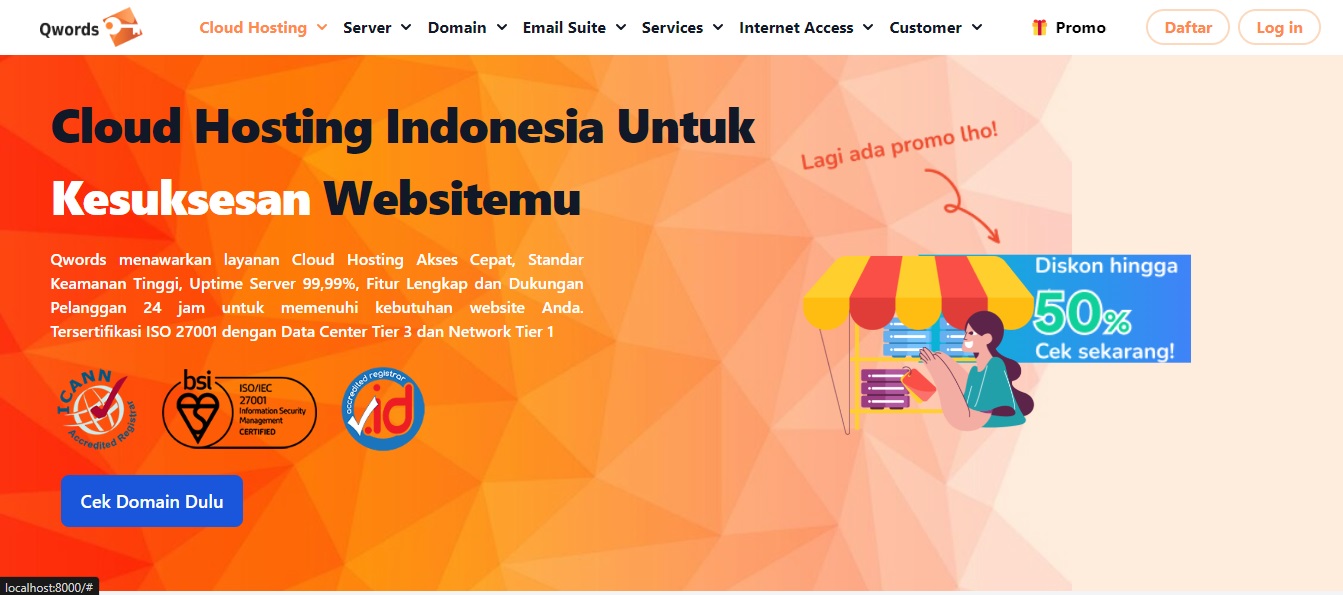 Qwords
Cloud Hosting Server Domain Email Suite Services Internet Access Customer Promo Daftar Log in
Cloud Hosting Indonesia Untuk
Kesuksesan Websitemu
Qwords menawarkan layanan Cloud Hosting Akses Cepat, Standar
Keamanan Tinggi, Uptime Server 99,99%, Fitur Lengkap dan Dukungan
Pelanggan 24 jam untuk memenuhi kebutuhan website Anda.
Tersertifikasi ISO 27001 dengan Data Center Tier 3 dan Network Tier 1
ICANN
Accredited Registrar
bsi
ISO/IEC
27001
Information Security
Management
CERTIFIED
accredited registrar
.id
Cek Domain Dulu
Lagi ada promo lho!
Diskon hingga
50%
Cek sekarang!
localhost:8000/#